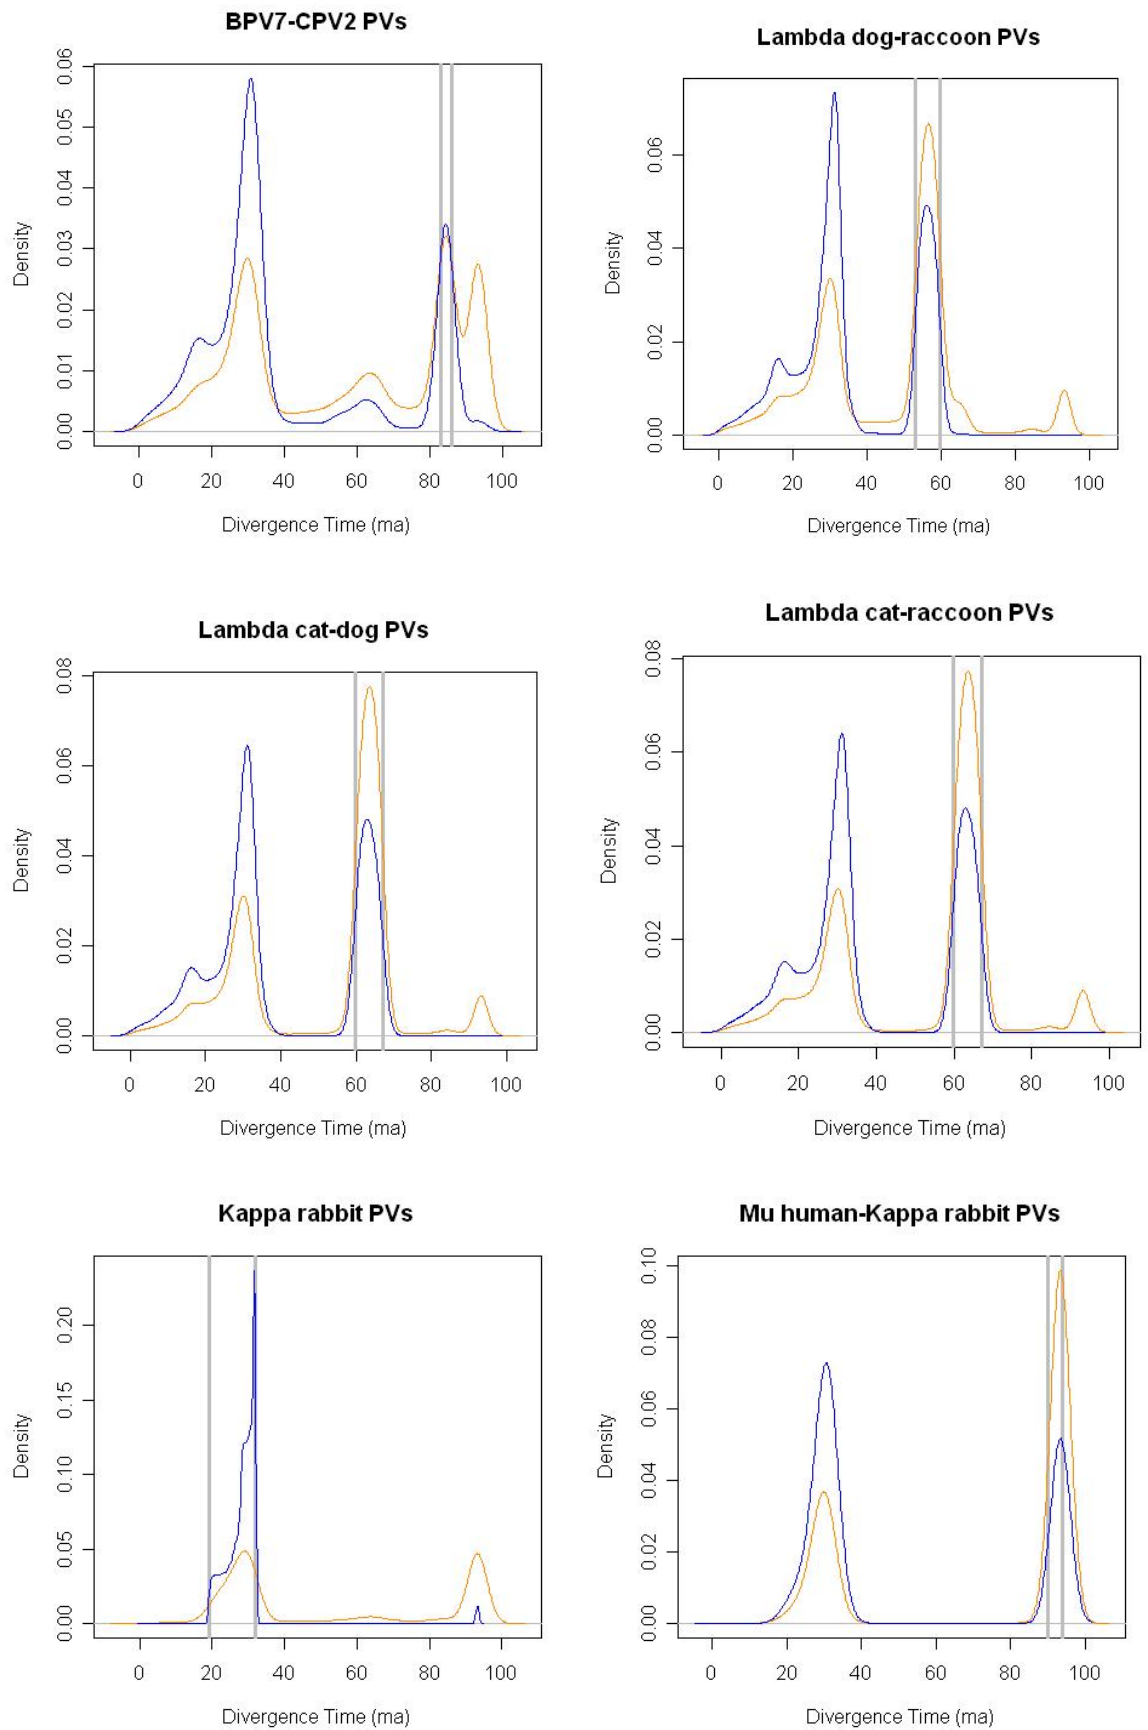 BPV7-CPV2 PVs
Density
0.00 0.01 0.02 0.03 0.04 0.05 0.06
0 20 40 60 80 100
Divergence Time (ma)
Lambda dog-raccoon PVs
Density
0.00 0.02 0.04 0.06
0 20 40 60 80 100
Divergence Time (ma)
Lambda cat-dog PVs
Density
0.00 0.02 0.04 0.06 0.08
0 20 40 60 80 100
Divergence Time (ma)
Lambda cat-raccoon PVs
Density
0.00 0.02 0.04 0.06 0.08
0 20 40 60 80 100
Divergence Time (ma)
Kappa rabbit PVs
Density
0.00 0.05 0.10 0.15 0.20
0 20 40 60 80 100
Divergence Time (ma)
Mu human-Kappa rabbit PVs
Density
0.00 0.02 0.04 0.06 0.08 0.10
0 20 40 60 80 100
Divergence Time (ma)